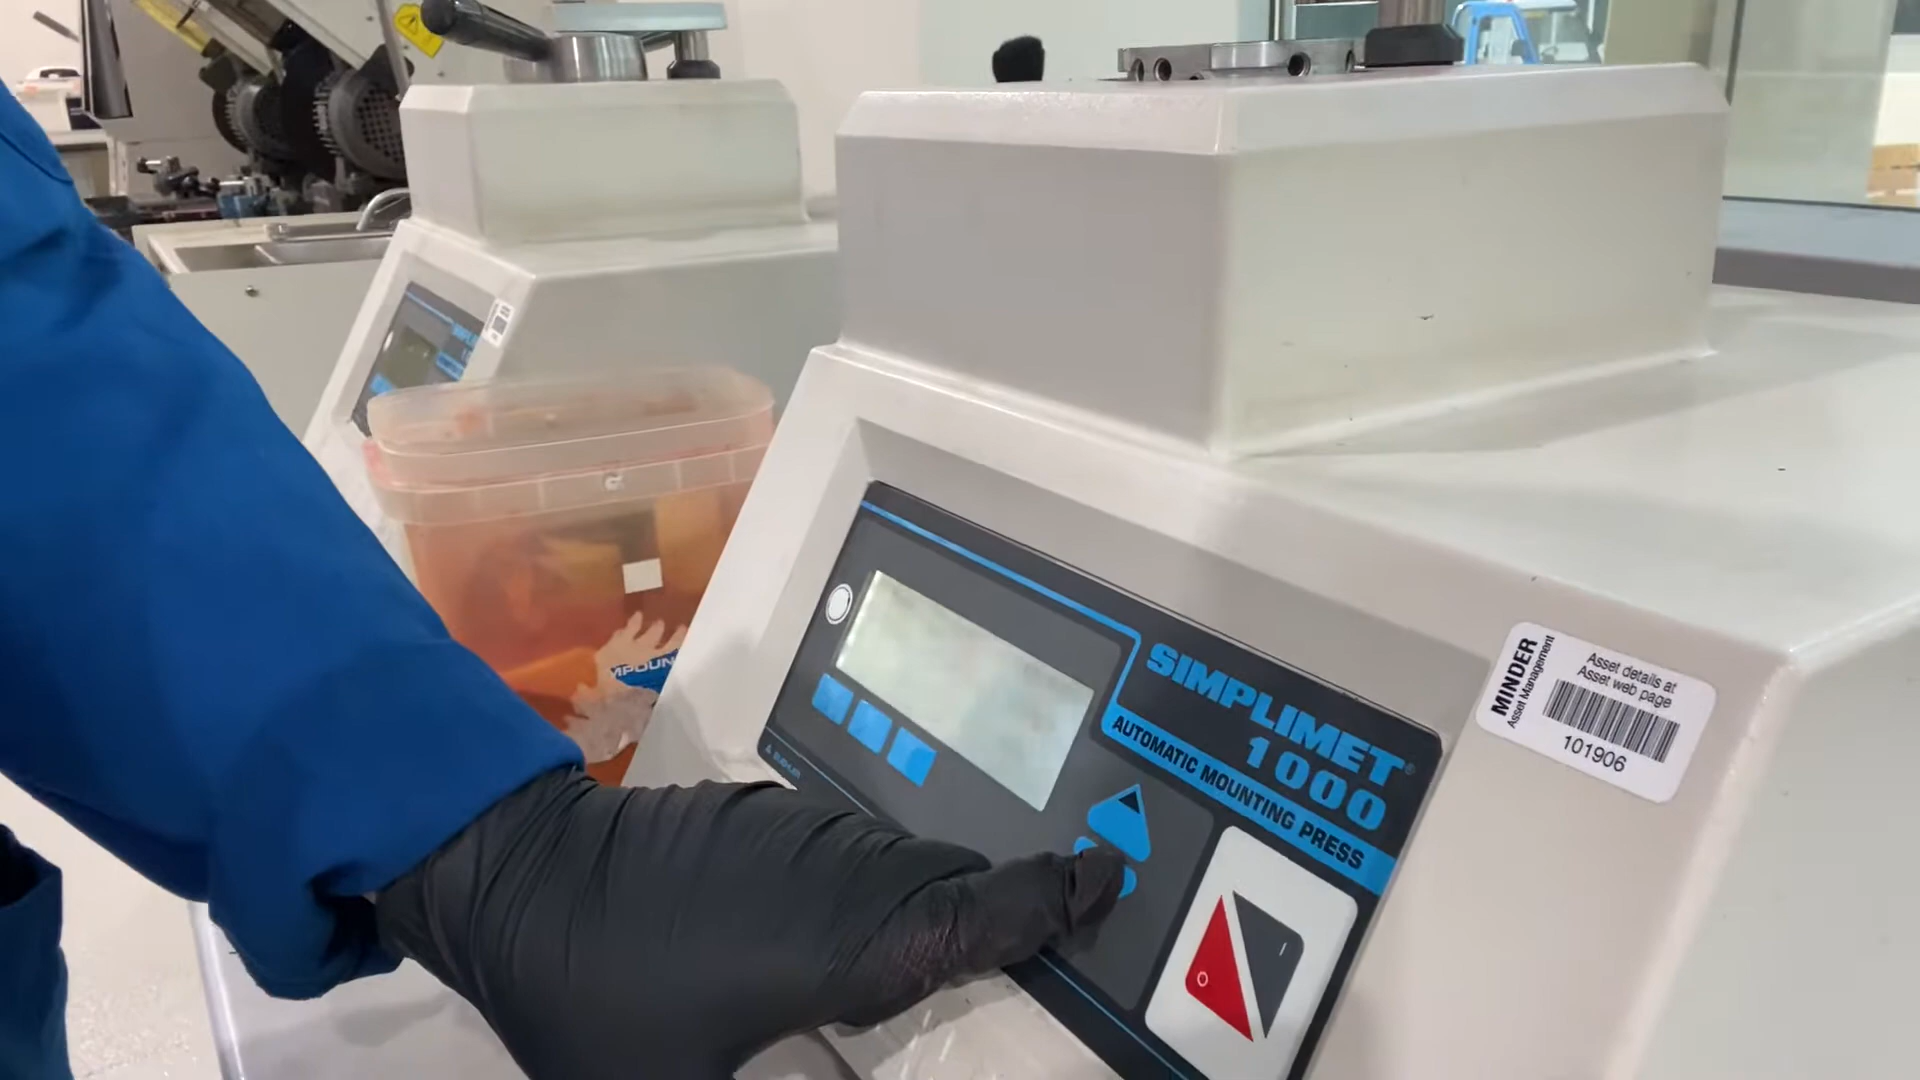 SIMPLIMET®
1000
AUTOMATIC MOUNTING PRESS
MINDER
Asset Management
Asset details at
Asset web page
101906